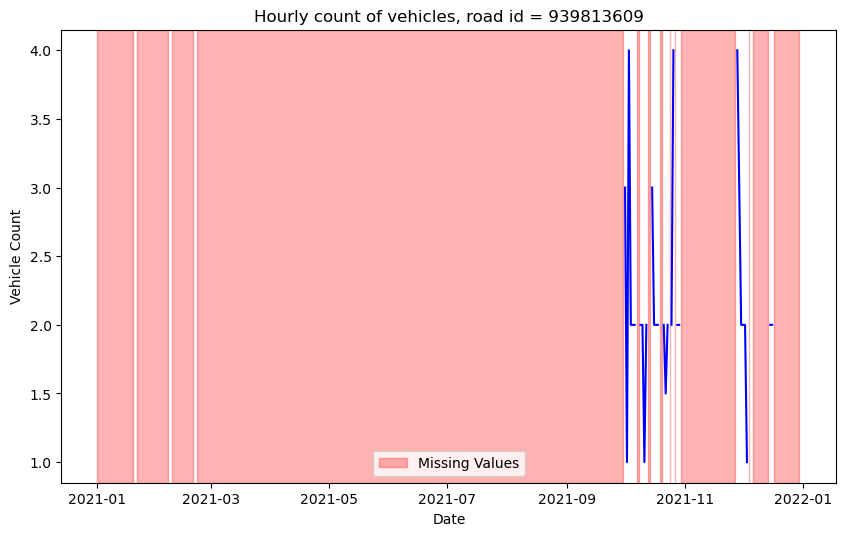 Hourly count of vehicles, road id = 939813609
Vehicle Count
4.0
3.5
3.0
2.5
2.0
1.5
1.0
Missing Values
2021-01 2021-03 2021-05 2021-07 2021-09 2021-11 2022-01
Date